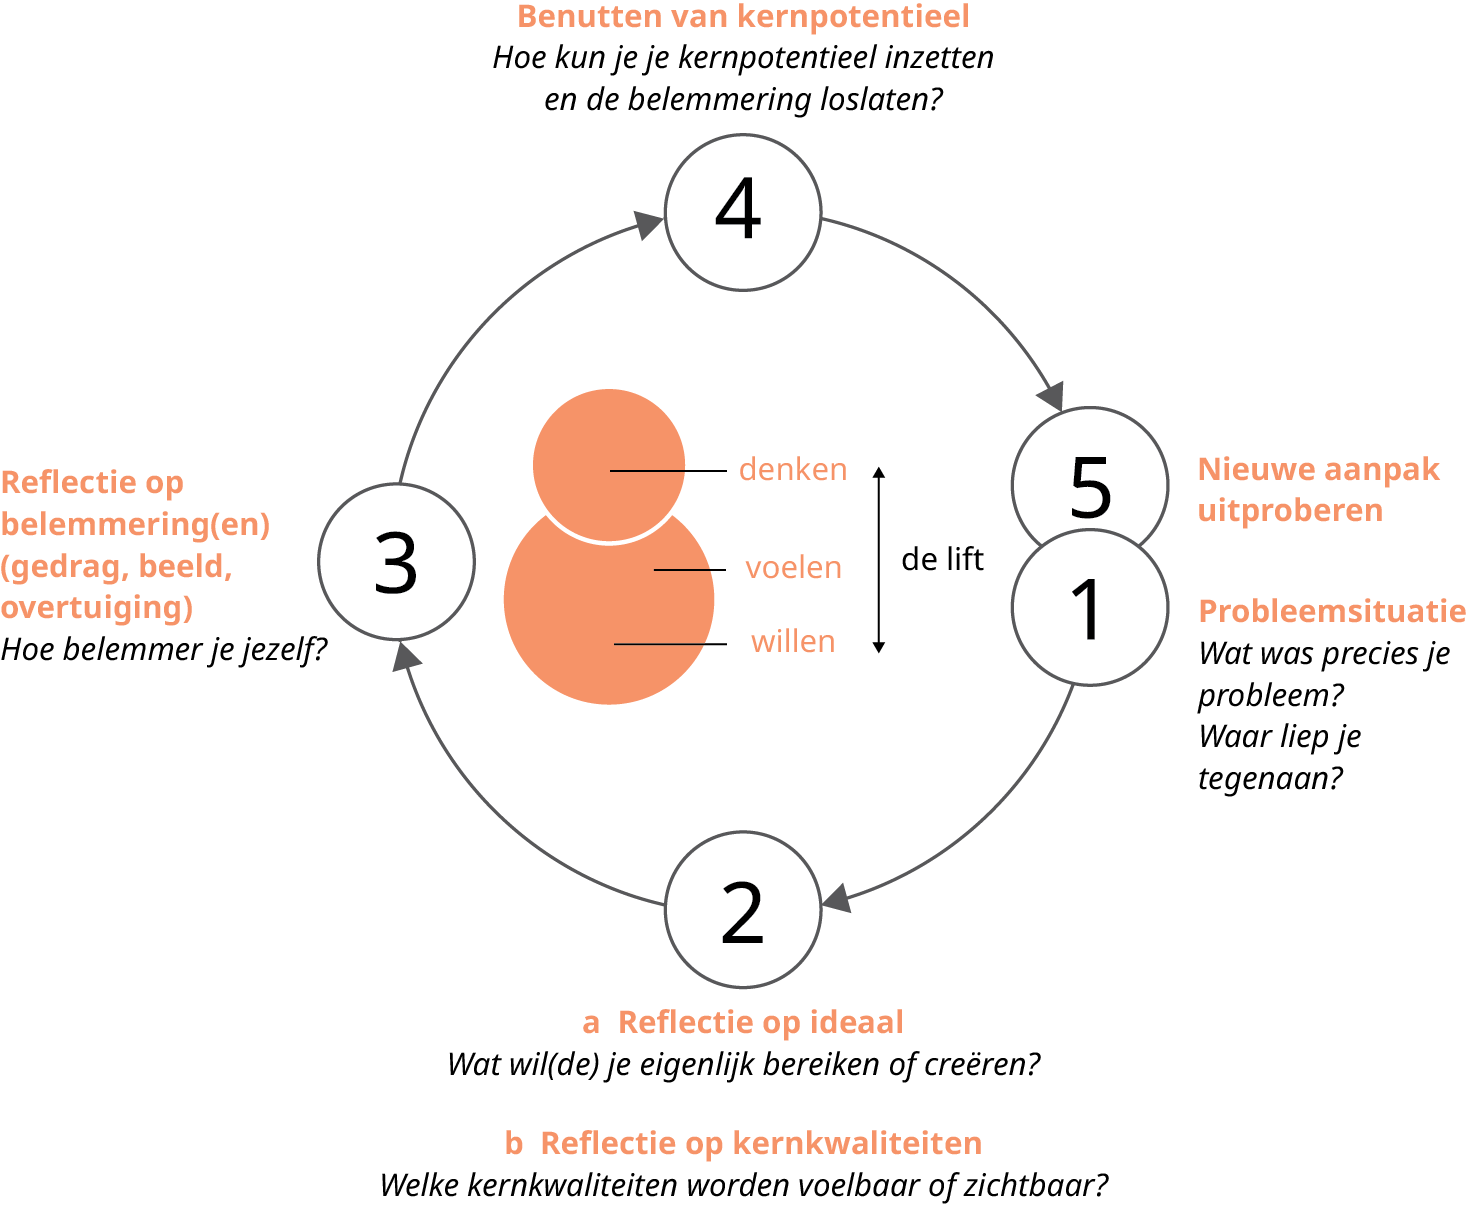 Benutten van kernpotentieel
Hoe kun je je kernpotentieel inzetten
en de belemmering loslaten?
4
Reflectie op
belemmering(en)
(gedrag, beeld,
overtuiging)
Hoe belemmer je jezelf?
3
denken
voelen
willen
de lift
5
Nieuwe aanpak
uitproberen
1
Probleemsituatie
Wat was precies je
probleem?
Waar liep je
tegenaan?
2
a Reflectie op ideaal
Wat wil(de) je eigenlijk bereiken of creëren?
b Reflectie op kernkwaliteiten
Welke kernkwaliteiten worden voelbaar of zichtbaar?